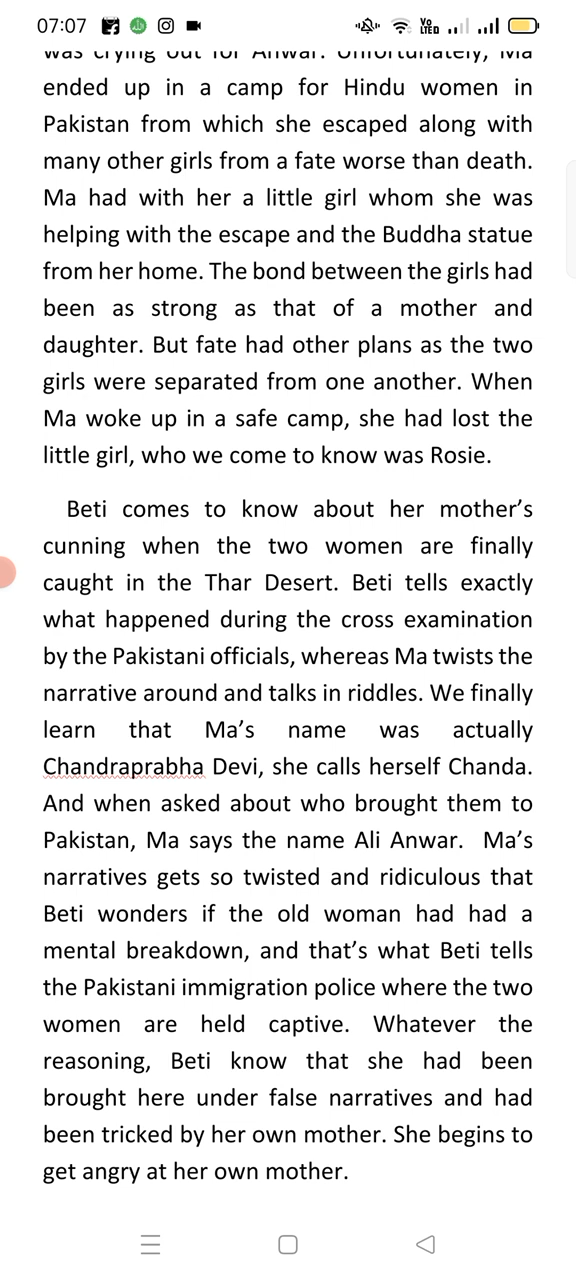 07:07
was crying out for Anwar. Unfortunately, Ma
ended up in a camp for Hindu women in
Pakistan from which she escaped along with
many other girls from a fate worse than death.
Ma had with her a little girl whom she was
helping with the escape and the Buddha statue
from her home. The bond between the girls had
been as strong as that of a mother and
daughter. But fate had other plans as the two
girls were separated from one another. When
Ma woke up in a safe camp, she had lost the
little girl, who we come to know was Rosie.
Beti comes to know about her mother’s
cunning when the two women are finally
caught in the Thar Desert. Beti tells exactly
what happened during the cross examination
by the Pakistani officials, whereas Ma twists the
narrative around and talks in riddles. We finally
learn that Ma’s name was actually
Chandraprabha Devi, she calls herself Chanda.
And when asked about who brought them to
Pakistan, Ma says the name Ali Anwar. Ma’s
narratives gets so twisted and ridiculous that
Beti wonders if the old woman had had a
mental breakdown, and that’s what Beti tells
the Pakistani immigration police where the two
women are held captive. Whatever the
reasoning, Beti know that she had been
brought here under false narratives and had
been tricked by her own mother. She begins to
get angry at her own mother.